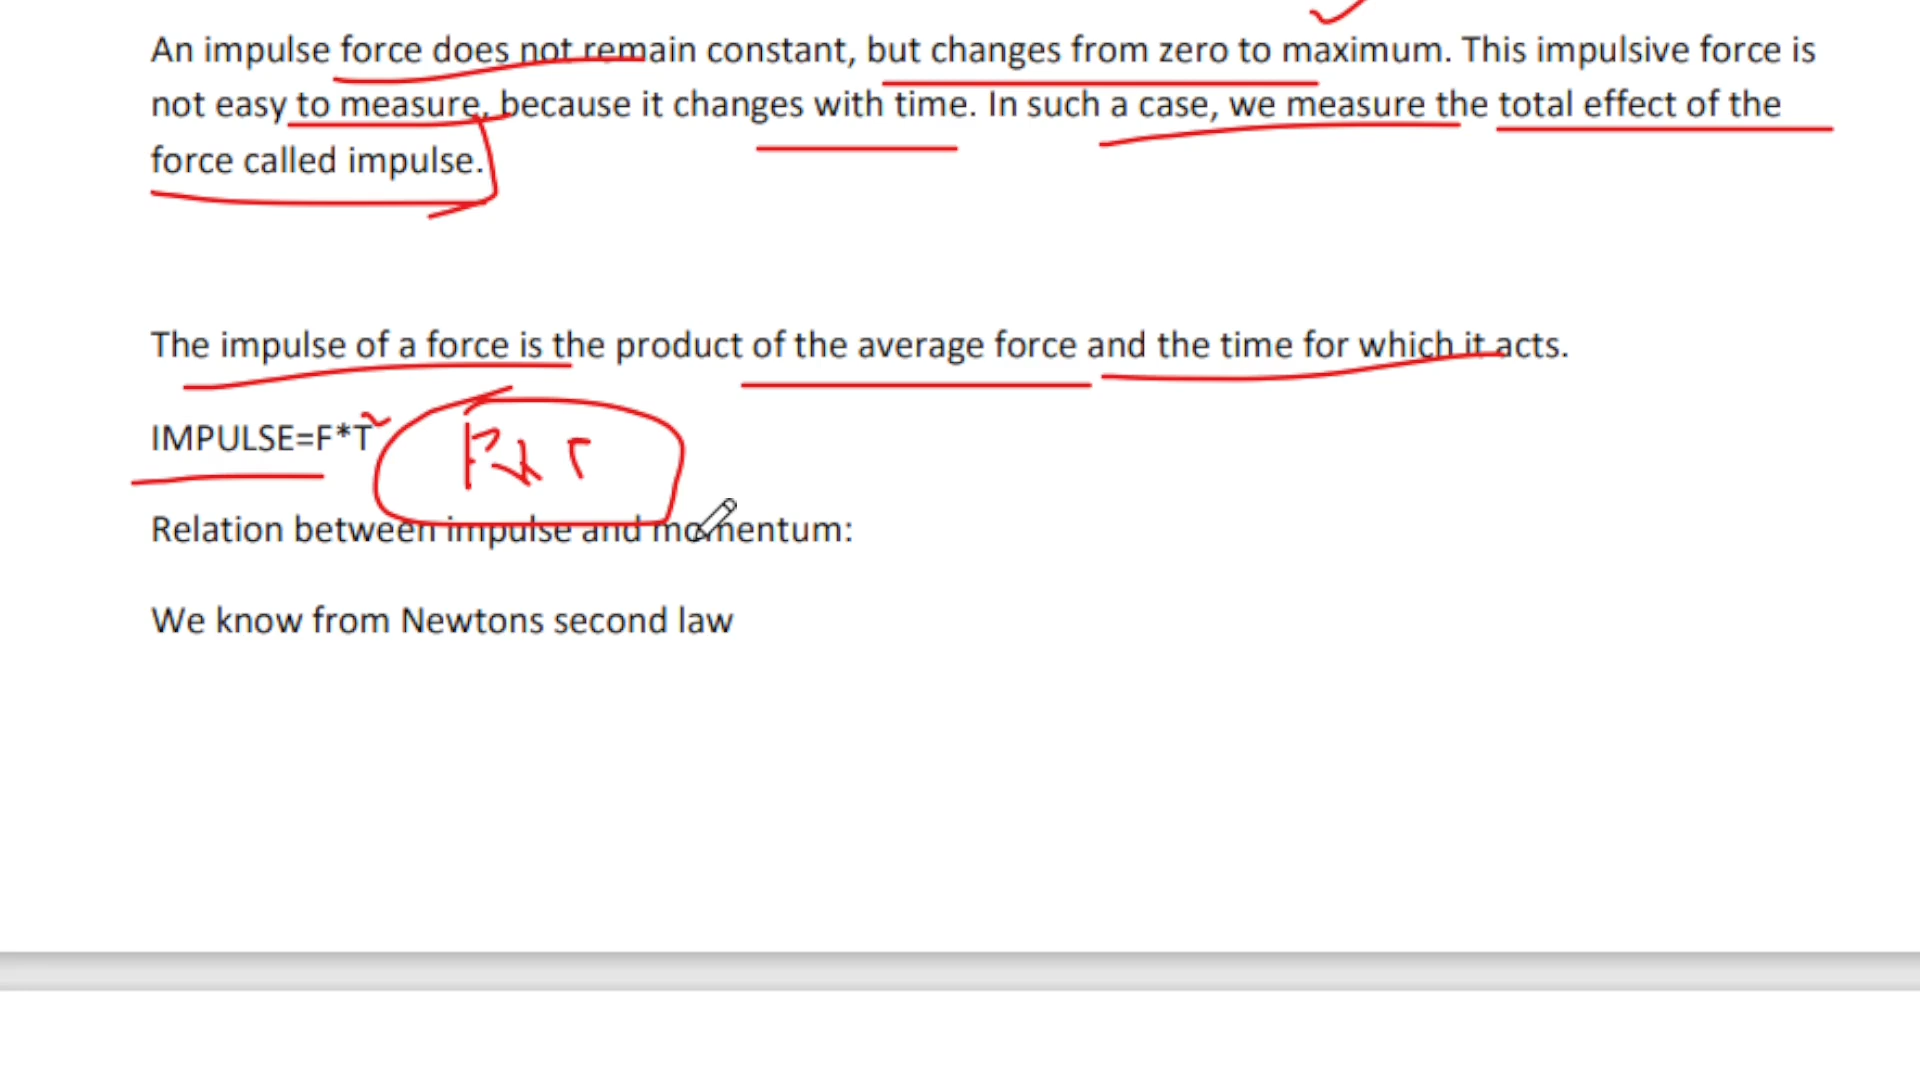 An impulse force does not remain constant, but changes from zero to maximum. This impulsive force is
not easy to measure, because it changes with time. In such a case, we measure the total effect of the
force called impulse.
The impulse of a force is the product of the average force and the time for which it acts.
IMPULSE=F*T
Relation between impulse and momentum:
We know from Newtons second law